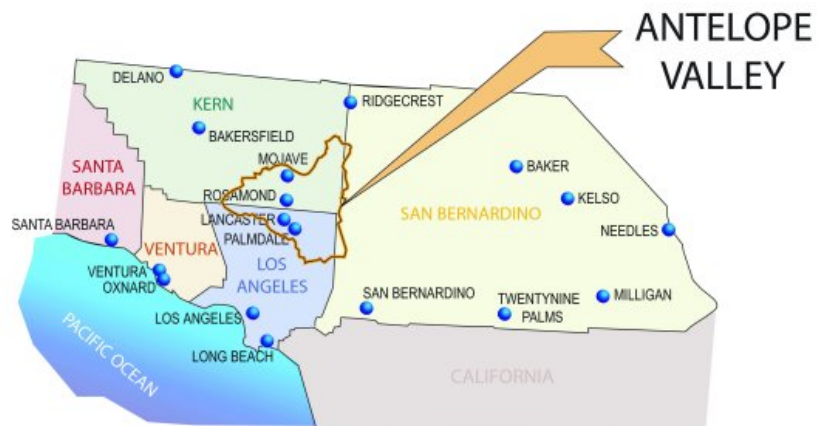 ANTELOPE
VALLEY
DELANO
KERN
RIDGECREST
BAKERSFIELD
MOJAVE
SANTA
BARBARA
BAKER
ROSAMOND
KELSO
LANCASTER
SAN BERNARDINO
SANTA BARBARA
PALMDALE
NEEDLES
VENTURA
LOS
ANGELES
VENTURA
OXNARD
SAN BERNARDINO
TWENTYNINE
PALMS
MILLIGAN
LOS ANGELES
LONG BEACH
PACIFIC OCEAN
CALIFORNIA